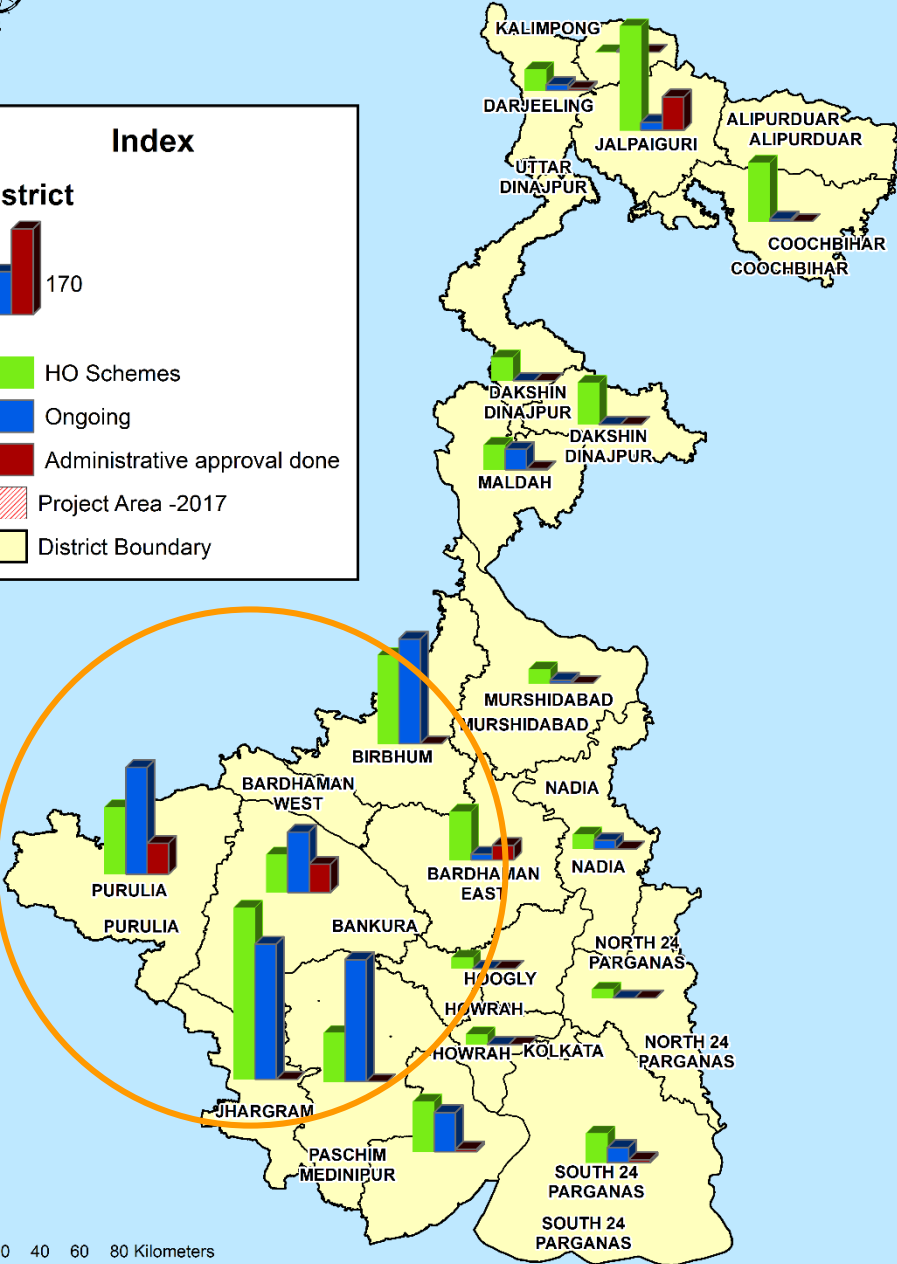 KALIMPONG
DARJEELING
JALPAIGURI
ALIPURDUAR
ALIPURDUAR
UTTAR
DINAJPUR
COOCHBIHAR
COOCHBIHAR
Index
strict
170
HO Schemes
Ongoing
Administrative approval done
Project Area -2017
District Boundary
DAKSHIN
DINAJPUR
DAKSHIN
DINAJPUR
MALDAH
MURSHIDABAD
MURSHIDABAD
BIRBHUM
BARDHAMAN
WEST
NADIA
NADIA
BARDHAMAN
EAST
PURULIA
PURULIA
BANKURA
NORTH 24
PARGANAS
HOOGLY
HOWRAH
HOWRAH
KOLKATA
NORTH 24
PARGANAS
JHARGRAM
PASCHIM
MEDINIPUR
SOUTH 24
PARGANAS
SOUTH 24
PARGANAS
0 40 60 80 Kilometers